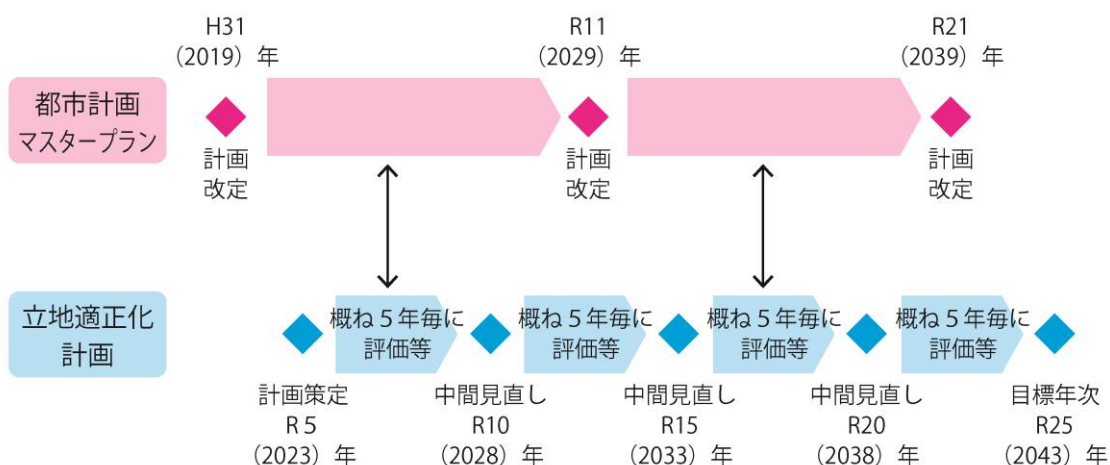 H31
（2019）年
R11
（2029）年
R21
（2039）年
都市計画
マスタープラン
計画
改定
計画
改定
計画
改定
立地適正化
計画
概ね５年毎に
評価等
概ね５年毎に
評価等
概ね５年毎に
評価等
概ね５年毎に
評価等
計画策定
R５
（2023）年
中間見直し
R10
（2028）年
中間見直し
R15
（2033）年
中間見直し
R20
（2038）年
目標年次
R25
（2043）年